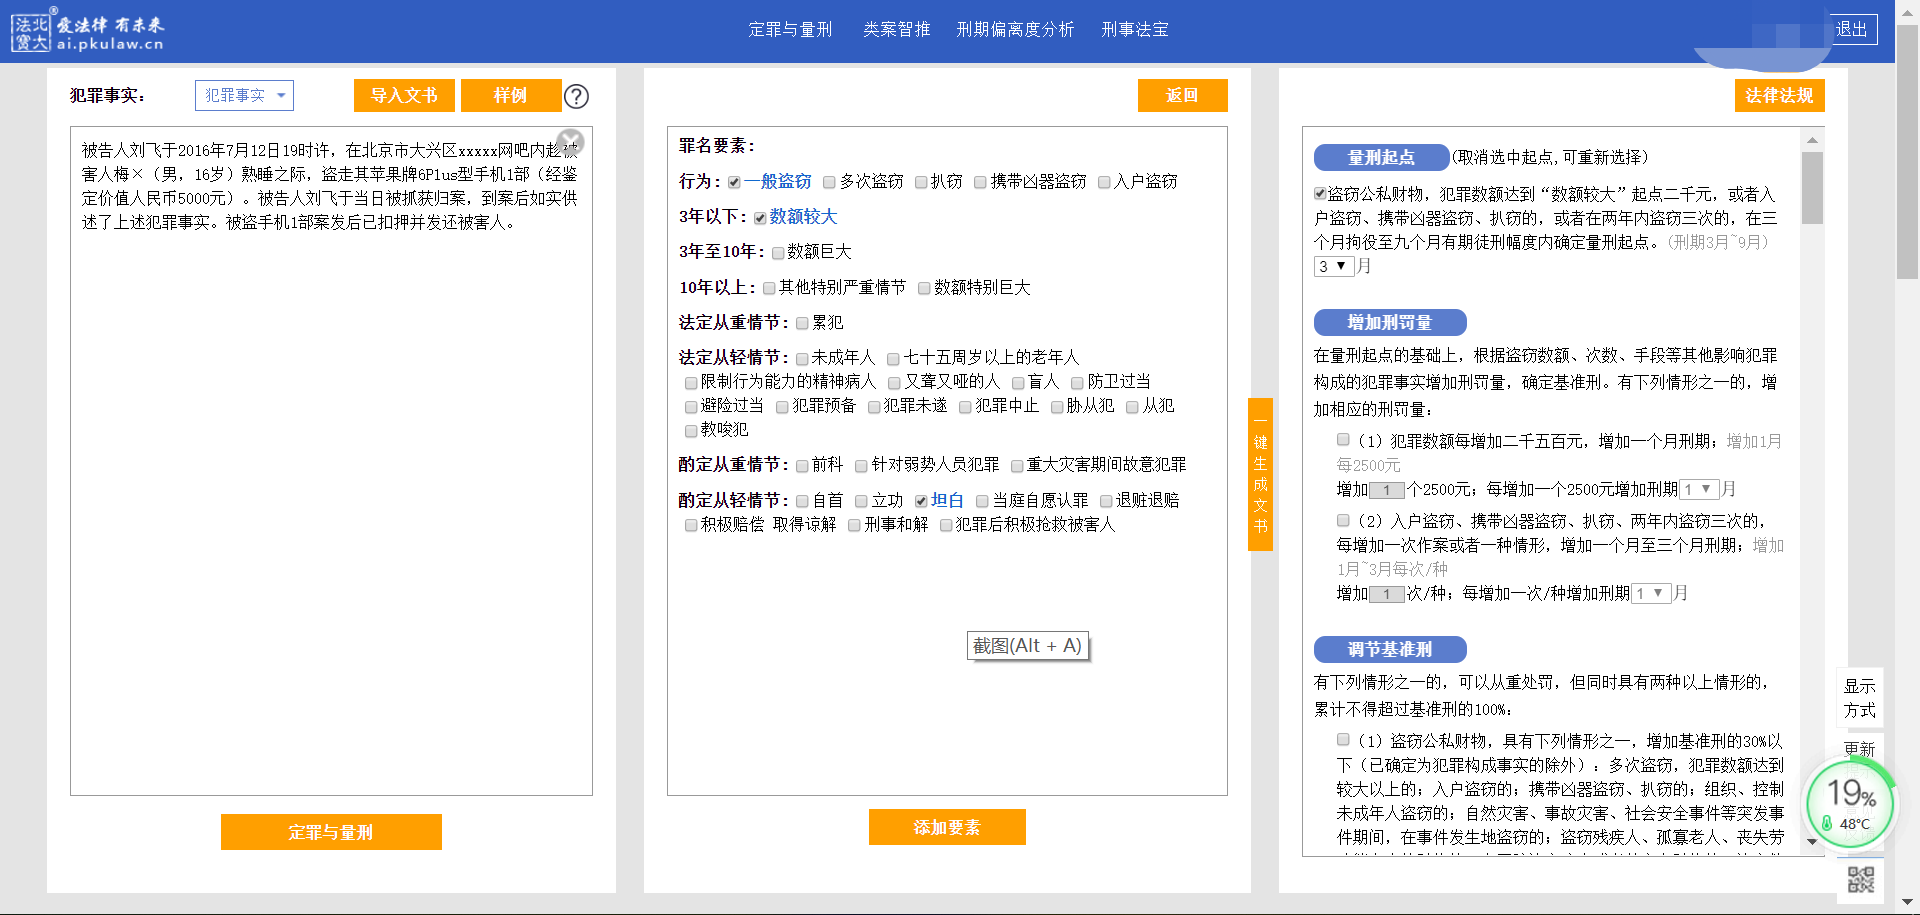 法北
宝大
®
爱法律 有未来
ai.pkulaw.cn
定罪与量刑
类案智推
刑期偏离度分析
刑事法宝
退出
犯罪事实：
犯罪事实
导入文书
样例
?
被告人刘飞于2016年7月12日19时许，在北京市大兴区xxxxx网吧内趁被
害人梅×（男，16岁）熟睡之际，盗走其苹果牌6Plus型手机1部（经鉴
定价值人民币5000元）。被告人刘飞于当日被抓获归案，到案后如实供
述了上述犯罪事实。被盗手机1部案发后已扣押并发还被害人。
定罪与量刑
返回
罪名要素：
行为：一般盗窃 多次盗窃 扒窃 携带凶器盗窃 入户盗窃
3年以下：数额较大
3年至10年：数额巨大
10年以上：其他特别严重情节 数额特别巨大
法定从重情节：累犯
法定从轻情节：未成年人 七十五周岁以上的老年人
限制行为能力的精神病人 又聋又哑的人 盲人 防卫过当
避险过当 犯罪预备 犯罪未遂 犯罪中止 胁从犯 从犯
教唆犯
酌定从重情节：前科 针对弱势人员犯罪 重大灾害期间故意犯罪
酌定从轻情节：自首 立功 坦白 当庭自愿认罪 退赃退赔
积极赔偿 取得谅解 刑事和解 犯罪后积极抢救被害人
截图(Alt + A)
添加要素
一键生成文书
法律法规
量刑起点(取消选中起点,可重新选择)
盗窃公私财物，犯罪数额达到“数额较大”起点二千元，或者入
户盗窃、携带凶器盗窃、扒窃的，或者在两年内盗窃三次的，在三
个月拘役至九个月有期徒刑幅度内确定量刑起点。(刑期3月~9月)
3 月
增加刑罚量
在量刑起点的基础上，根据盗窃数额、次数、手段等其他影响犯罪
构成的犯罪事实增加刑罚量，确定基准刑。有下列情形之一的，增
加相应的刑罚量：
（1）犯罪数额每增加二千五百元，增加一个月刑期；增加1月
每2500元
增加 1 个2500元；每增加一个2500元增加刑期 1 月
（2）入户盗窃、携带凶器盗窃、扒窃、两年内盗窃三次的，
每增加一次作案或者一种情形，增加一个月至三个月刑期；增加
1月~3月每次/种
增加 1 次/种；每增加一次/种增加刑期 1 月
调节基准刑
有下列情形之一的，可以从重处罚，但同时具有两种以上情形的，
累计不得超过基准刑的100%：
（1）盗窃公私财物，具有下列情形之一，增加基准刑的30%以
下（已确定为犯罪构成事实的除外）：多次盗窃，犯罪数额达到
较大以上的；入户盗窃的；携带凶器盗窃、扒窃的；组织、控制
未成年人盗窃的；自然灾害、事故灾害、社会安全事件等突发事
件期间，在事件发生地盗窃的；盗窃残疾人、孤寡老人、丧失劳
显示
方式
更新
19%
48°C